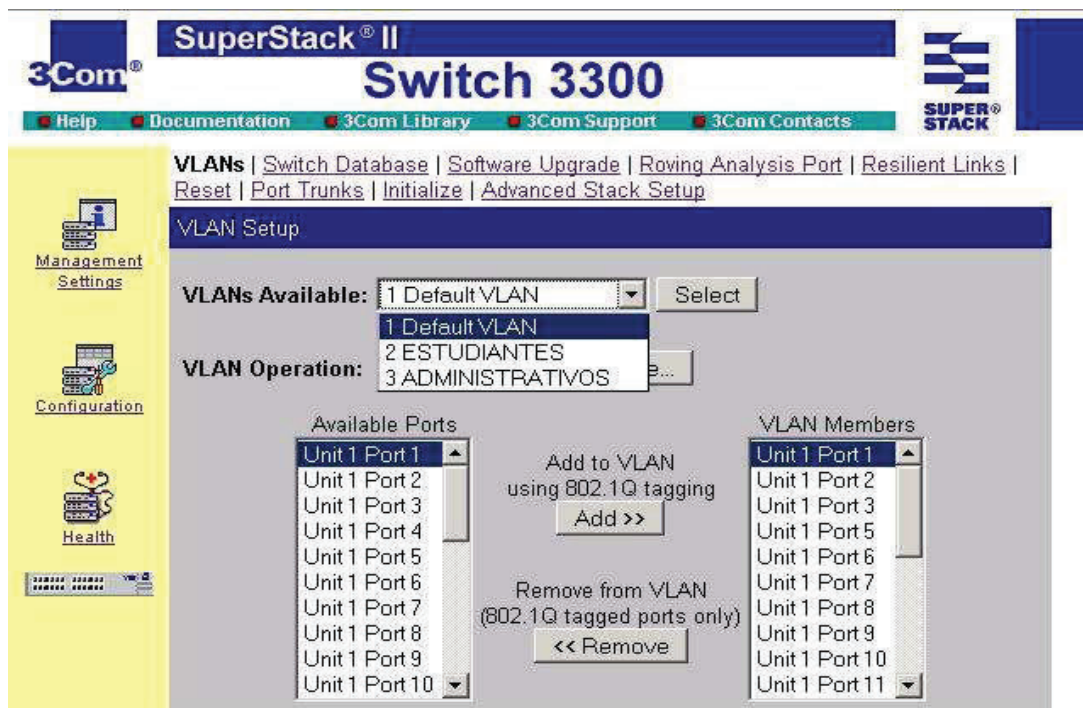 SuperStack® II
3Com®
Switch 3300
SUPER®
STACK
Help Documentation 3Com Library 3Com Support 3Com Contacts
VLANs | Switch Database | Software Upgrade | Roving Analysis Port | Resilient Links |
Reset | Port Trunks | Initialize | Advanced Stack Setup
VLAN Setup
Management
Settings
Configuration
Health
VLANs Available: 1 Default VLAN Select
1 Default VLAN
2 ESTUDIANTES
3 ADMINISTRATIVOS
VLAN Operation: e...
Available Ports
Unit 1 Port 1
Unit 1 Port 2
Unit 1 Port 3
Unit 1 Port 4
Unit 1 Port 5
Unit 1 Port 6
Unit 1 Port 7
Unit 1 Port 8
Unit 1 Port 9
Unit 1 Port 10
Add to VLAN
using 802.1Q tagging
Add >>
Remove from VLAN
(802.1Q tagged ports only)
<< Remove
VLAN Members
Unit 1 Port 1
Unit 1 Port 2
Unit 1 Port 3
Unit 1 Port 5
Unit 1 Port 6
Unit 1 Port 7
Unit 1 Port 8
Unit 1 Port 9
Unit 1 Port 10
Unit 1 Port 11